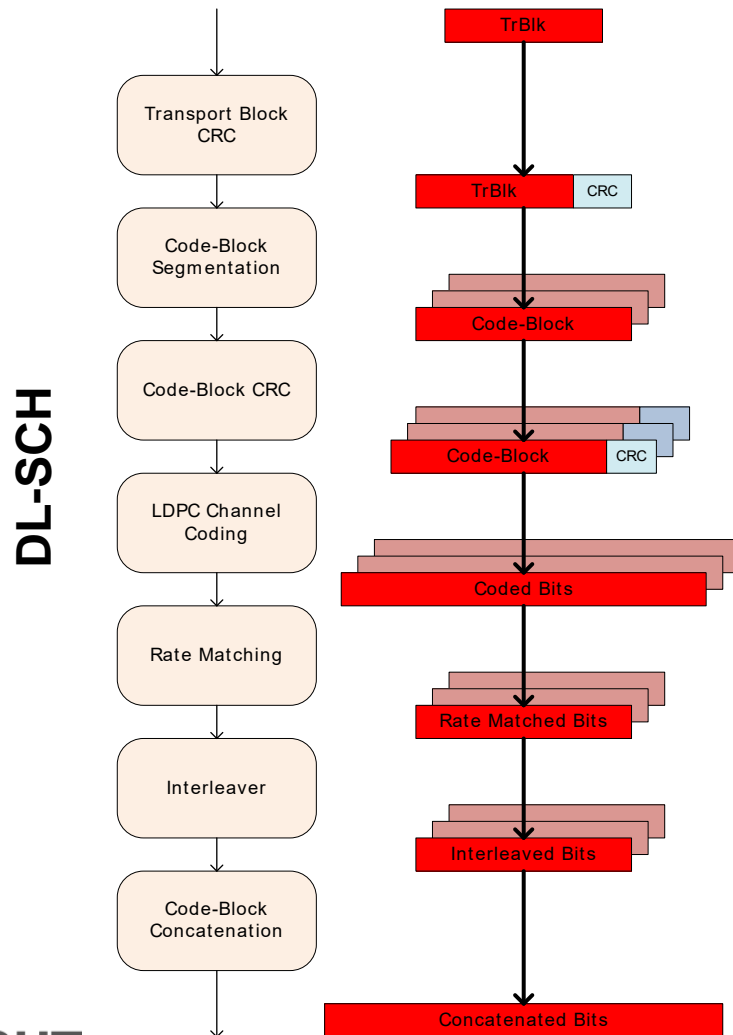 TrBlk
Transport Block
CRC
TrBlk
CRC
Code-Block
Segmentation
Code-Block
Code-Block CRC
Code-Block
CRC
DL-SCH
LDPC Channel
Coding
Coded Bits
Rate Matching
Rate Matched Bits
Interleaver
Interleaved Bits
Code-Block
Concatenation
Concatenated Bits